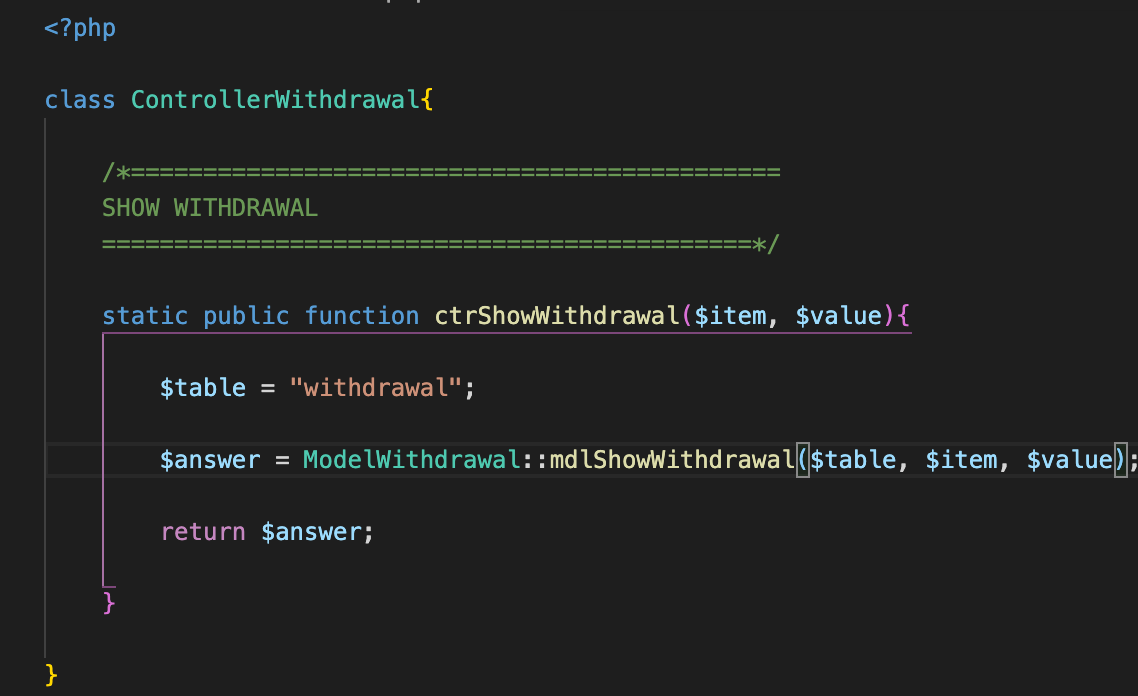 <?php
class ControllerWithdrawal{
/*=============================================
SHOW WITHDRAWAL
=============================================*/
static public function ctrShowWithdrawal($item, $value){
$table = "withdrawal";
$answer = ModelWithdrawal::mdlShowWithdrawal($table, $item, $value);
return $answer;
}
}